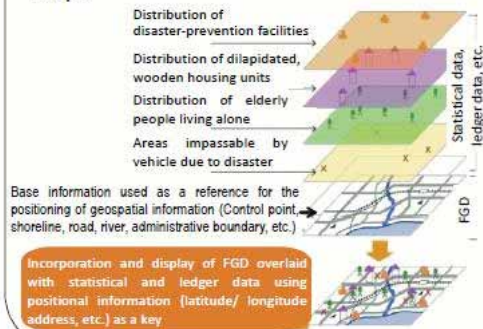 Distribution of
disaster-prevention facilities
Distribution of dilapidated,
wooden housing units
Distribution of elderly
people living alone
Areas impassable by
vehicle due to disaster
Statistical data,
ledger data, etc.
Base information used as a reference for the
positioning of geospatial information (Control point,
shoreline, road, river, administrative boundary, etc.)
FGD
Incorporation and display of FGD overlaid
with statistical and ledger data using
positional information (latitude/ longitude
address, etc.) as a key